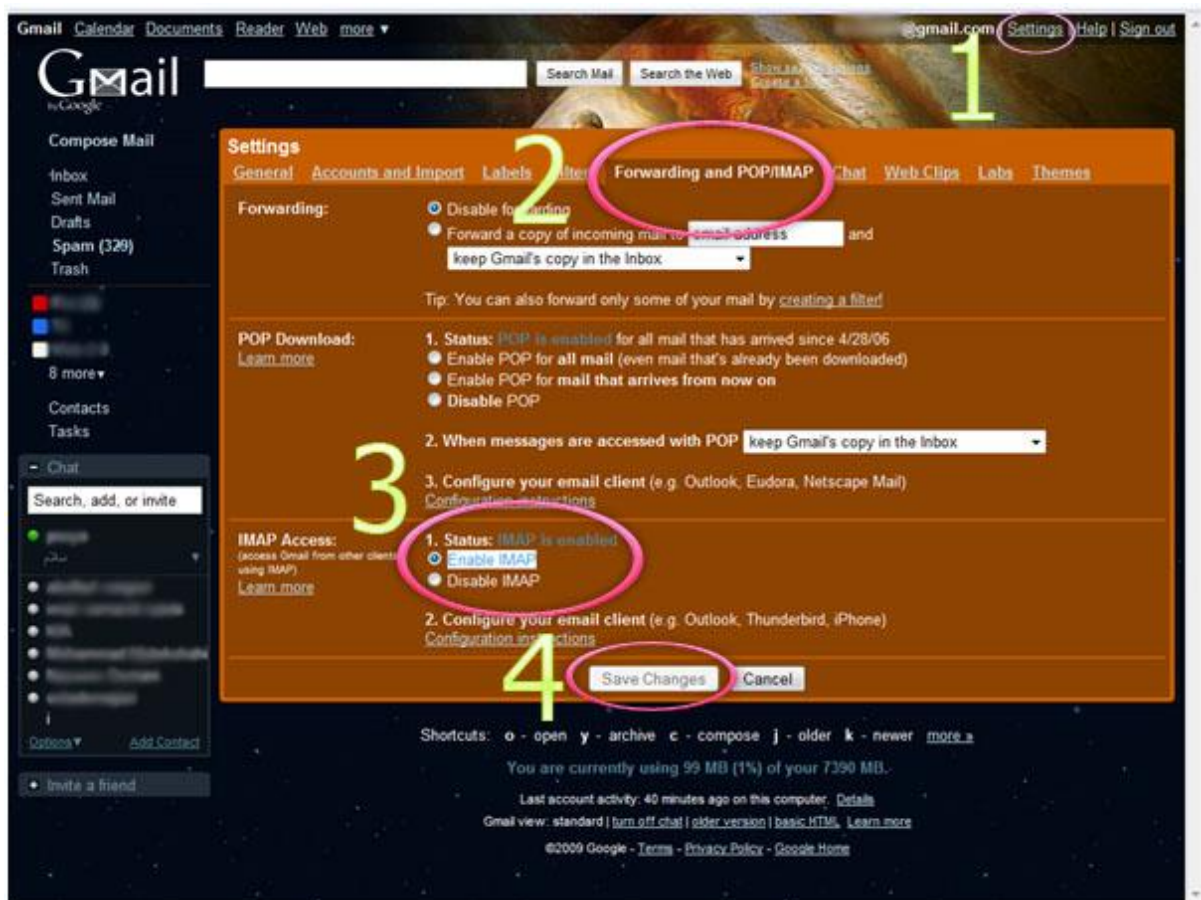 Gmail Calendar Documents Reader Web more ▾
@gmail.com | Settings | Help | Sign out
1
Gmail
by Google
Search Mail
Search the Web
Compose Mail
Inbox
Sent Mail
Drafts
Spam (329)
Trash
8 more▾
Contacts
Tasks
– Chat
Search, add, or invite
i
Options▾ Add Contact
+ Invite a friend
Settings
2
General Accounts and Import Labels Forwarding and POP/IMAP Chat Web Clips Labs Themes
Forwarding:
Disable forwarding
Forward a copy of incoming mail to email address and
keep Gmail's copy in the Inbox
Tip: You can also forward only some of your mail by creating a filter!
POP Download:
Learn more
1. Status: POP is enabled for all mail that has arrived since 4/28/06
Enable POP for all mail (even mail that's already been downloaded)
Enable POP for mail that arrives from now on
Disable POP
2. When messages are accessed with POP keep Gmail's copy in the Inbox
3. Configure your email client (e.g. Outlook, Eudora, Netscape Mail)
Configuration instructions
3
IMAP Access:
(access Gmail from other clients
using IMAP)
Learn more
1. Status: IMAP is enabled
Enable IMAP
Disable IMAP
2. Configure your email client (e.g. Outlook, Thunderbird, iPhone)
Configuration instructions
4
Save Changes Cancel
Shortcuts: o - open y - archive c - compose j - older k - newer more »
You are currently using 99 MB (1%) of your 7390 MB.
Last account activity: 40 minutes ago on this computer. Details
Gmail view: standard | turn off chat | older version | basic HTML Learn more
©2009 Google - Terms - Privacy Policy - Google Home